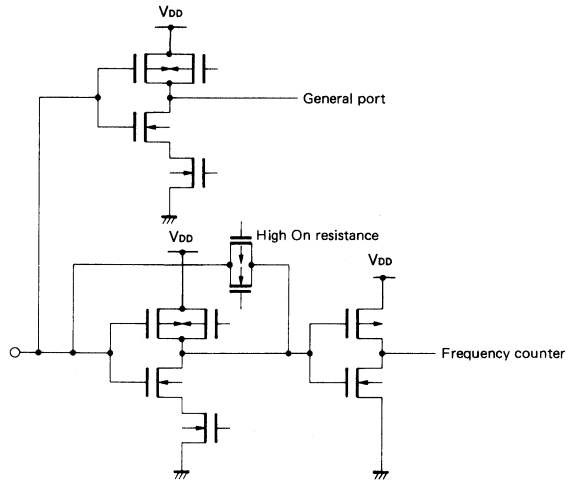 VDD
General port
VDD
High On resistance
VDD
Frequency counter